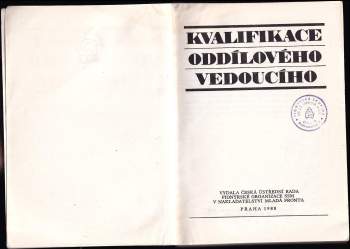 KVALIFIKACE
ODDÍLOVÉHO
VEDOUCÍHO
VYDALA ČESKÁ ÚSTŘEDNÍ RADA
PIONÝRSKÉ ORGANIZACE SSM
V NAKLADATELSTVÍ MLADÁ FRONTA
PRAHA 1988